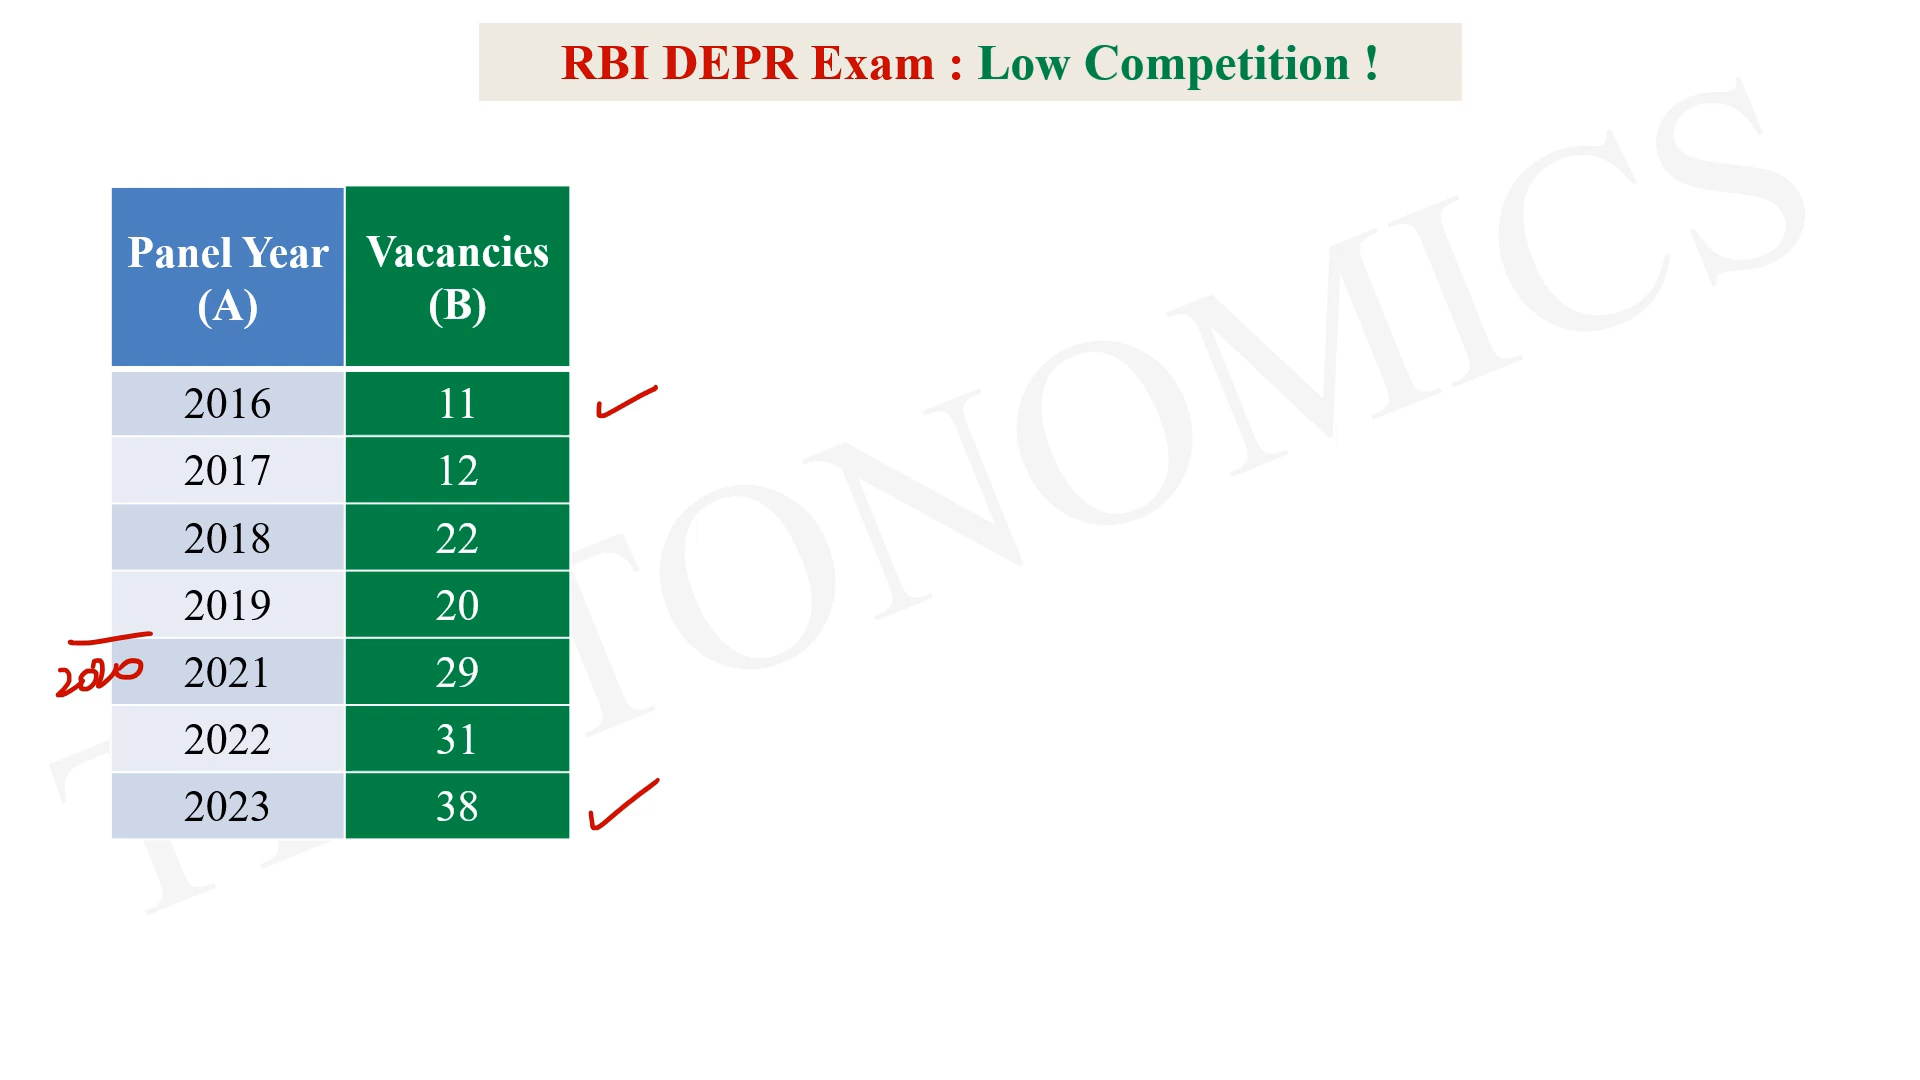 RBI DEPR Exam : Low Competition !
Panel Year (A) Vacancies (B)
2016 11
2017 12
2018 22
2019 20
2020
2021 29
2022 31
2023 38
TONOMICS